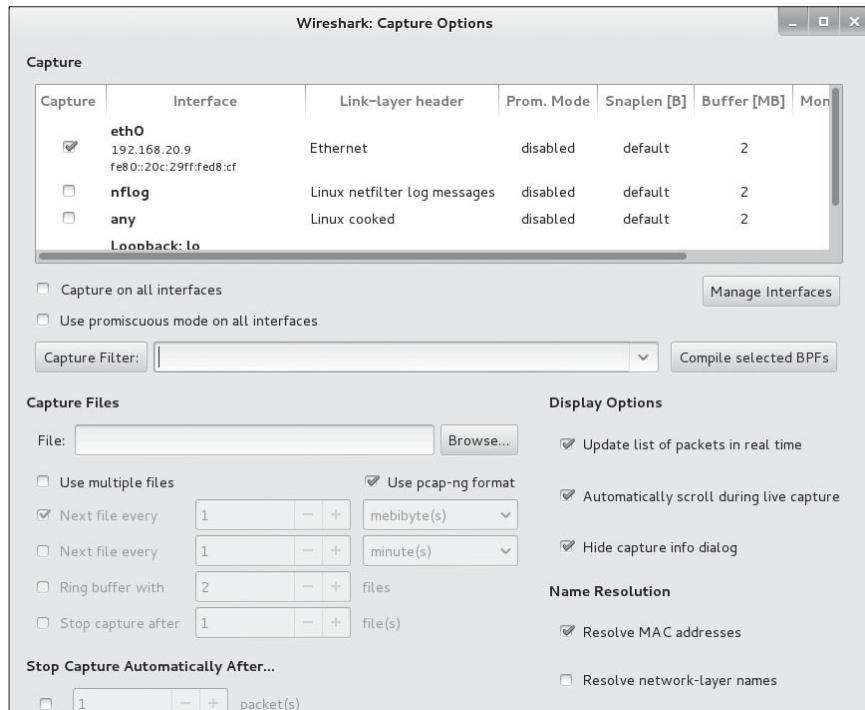 Wireshark: Capture Options
Capture
Capture Interface Link-layer header Prom. Mode Snaplen [B] Buffer [MB] Mon
eth0
192.168.20.9
fe80::20c:29ff:fed8:cf
Ethernet disabled default 2
nflog Linux netfilter log messages disabled default 2
any Linux cooked disabled default 2
Loopback: lo
Capture on all interfaces
Manage Interfaces
Use promiscuous mode on all interfaces
Capture Filter: Compile selected BPFs
Capture Files
File: Browse...
Use multiple files Use pcap-ng format
Next file every 1 mebibyte(s)
Next file every 1 minute(s)
Ring buffer with 2 files
Stop capture after 1 file(s)
Stop Capture Automatically After...
1 packet(s)
Display Options
Update list of packets in real time
Automatically scroll during live capture
Hide capture info dialog
Name Resolution
Resolve MAC addresses
Resolve network-layer names